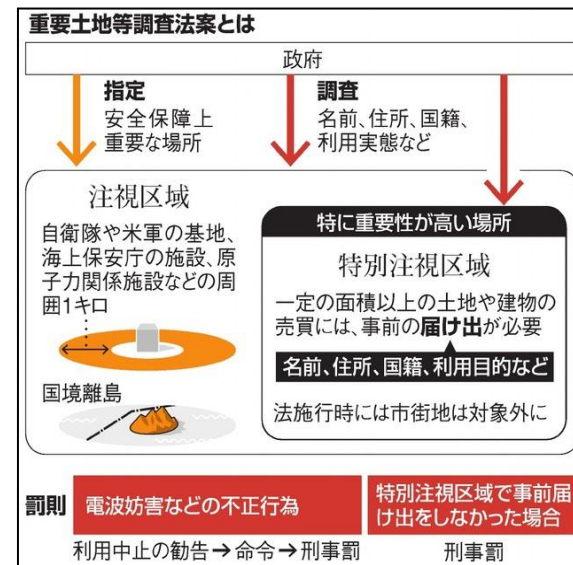 重要土地等調査法案とは
政府
指定
安全保障上
重要な場所
調査
名前、住所、国籍、
利用実態など
注視区域
自衛隊や米軍の基地、
海上保安庁の施設、原
子力関係施設などの周
囲1キロ
国境離島
特に重要性が高い場所
特別注視区域
一定の面積以上の土地や建物の
売買には、事前の届け出が必要
名前、住所、国籍、利用目的など
法施行時には市街地は対象外に
罰則
電波妨害などの不正行為
利用中止の勧告→命令→刑事罰
特別注視区域で事前届
け出をしなかった場合
刑事罰